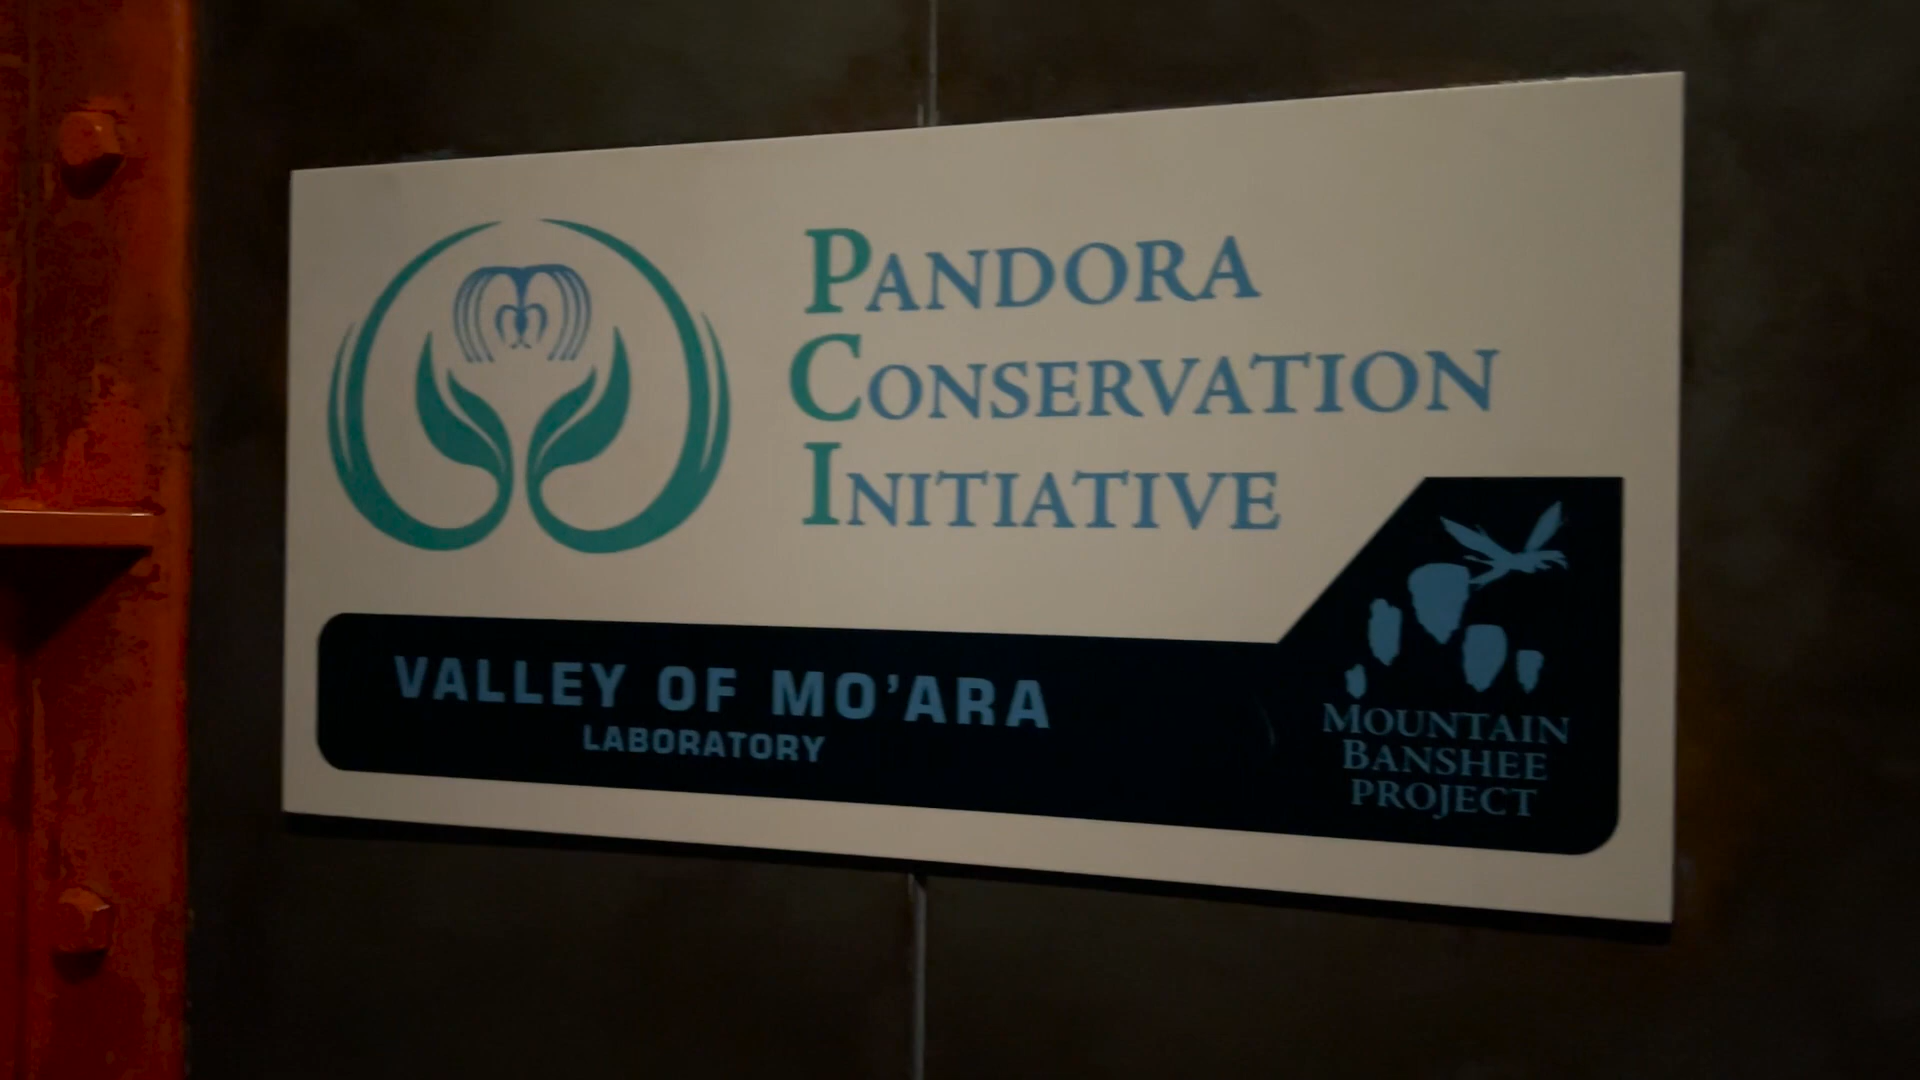 PANDORA
CONSERVATION
INITIATIVE
VALLEY OF MO'ARA
LABORATORY
MOUNTAIN
BANSHEE
PROJECT